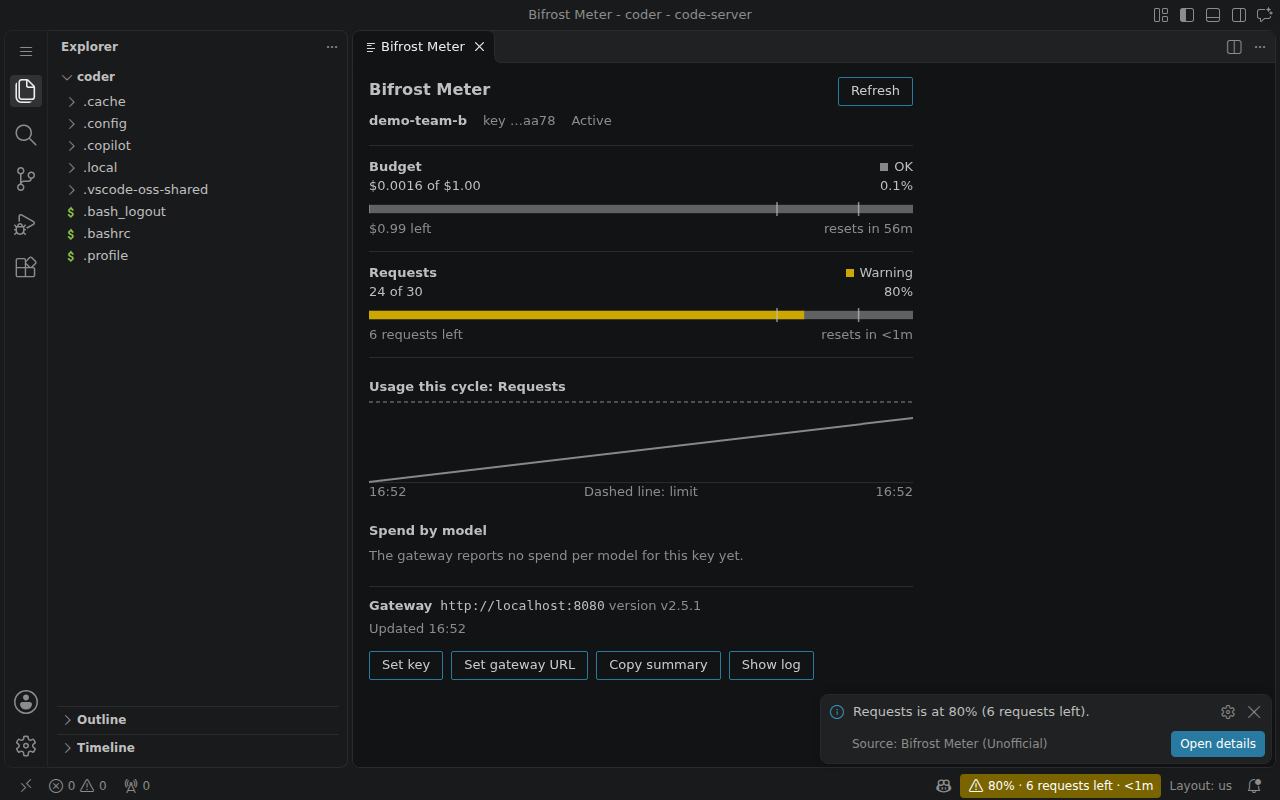 Bifrost Meter - coder - code-server
Explorer
coder
.cache
.config
.copilot
.local
.vscode-oss-shared
$ .bash_logout
$ .bashrc
$ .profile
Outline
Timeline
Bifrost Meter
Bifrost Meter
Refresh
demo-team-b key ...aa78 Active
Budget OK
$0.0016 of $1.00 0.1%
$0.99 left resets in 56m
Requests Warning
24 of 30 80%
6 requests left resets in <1m
Usage this cycle: Requests
16:52 Dashed line: limit 16:52
Spend by model
The gateway reports no spend per model for this key yet.
Gateway http://localhost:8080 version v2.5.1
Updated 16:52
Set key Set gateway URL Copy summary Show log
Requests is at 80% (6 requests left).
Source: Bifrost Meter (Unofficial) Open details
0 0 0 80% · 6 requests left · <1m Layout: us